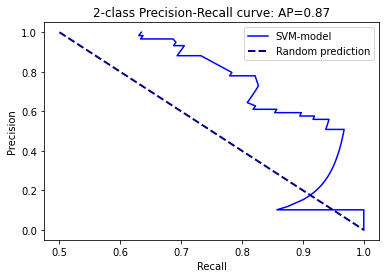 2-class Precision-Recall curve: AP=0.87
SVM-model
Random prediction
Precision
1.0
0.8
0.6
0.4
0.2
0.0
0.5 0.6 0.7 0.8 0.9 1.0
Recall